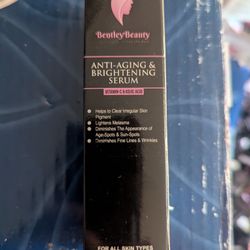 BentleyBeauty
ANTI-AGING &
BRIGHTENING
SERUM
VITAMIN C & KOJIC ACID
Helps to Clear Irregular Skin
Pigment
Lightens Melasma
Diminishes The Appearance of
Age-Spots & Sun-Spots
Diminishes Fine Lines & Wrinkles
FOR ALL SKIN TYPES